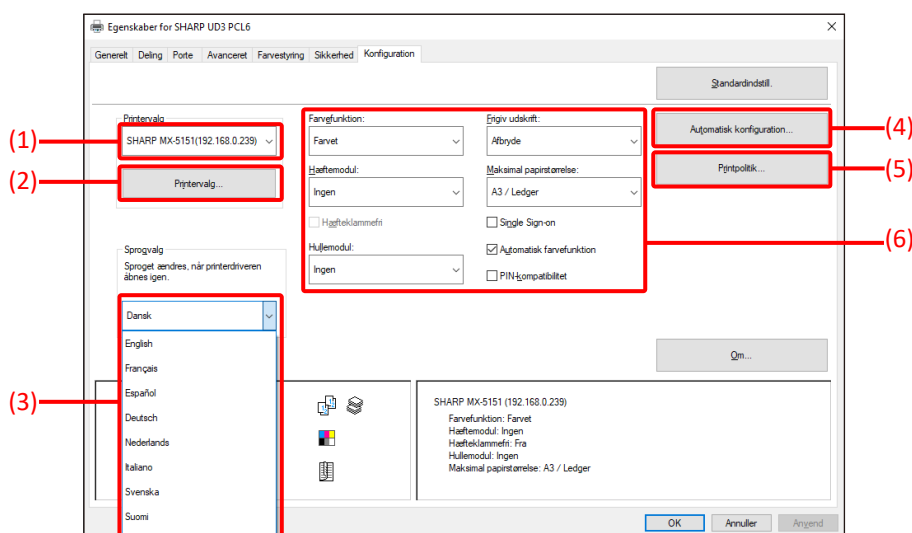 Egenskaber for SHARP UD3 PCL6
Generelt Deling Porte Avanceret Farvestyring Sikkerhed Konfiguration
Standardindstill.
Printervalg
SHARP MX-5151(192.168.0.239)
Printervalg...
Sprogvalg
Sproget ændres, når printerdriveren
åbnes igen.
Dansk
English
Français
Español
Deutsch
Nederlands
Italiano
Svenska
Suomi
Farvefunktion:
Farvet
Hæftemodul:
Ingen
Hæfteklammefri
Hullemodul:
Ingen
Frigiv udskrift:
Afbryde
Maksimal papirstørrelse:
A3 / Ledger
Single Sign-on
Automatisk farvefunktion
PIN-kompatibilitet
Automatisk konfiguration...
Printpolitik...
Om...
SHARP MX-5151 (192.168.0.239)
Farvefunktion: Farvet
Hæftemodul: Ingen
Hæfteklammefri: Fra
Hullemodul: Ingen
Maksimal papirstørrelse: A3 / Ledger
OK Annuller Anvend
(1)
(2)
(3)
(4)
(5)
(6)